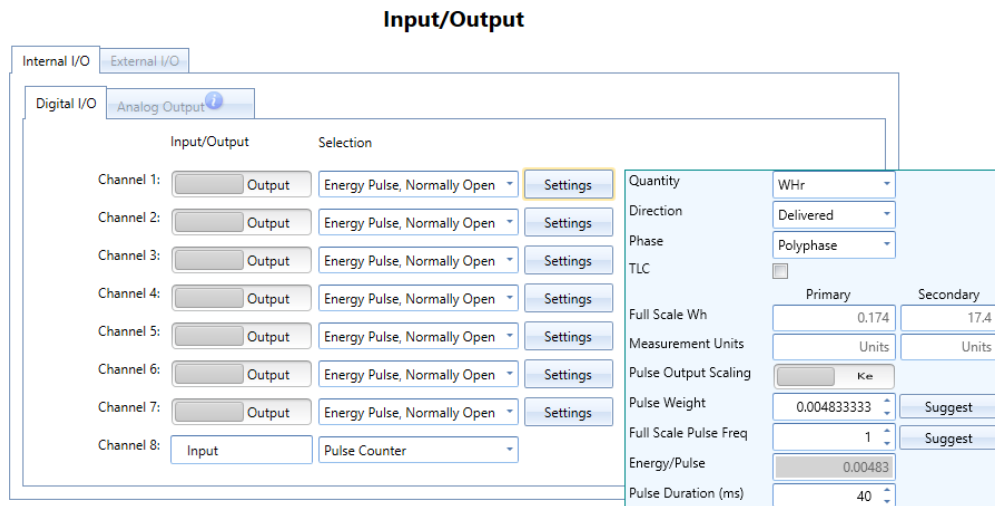 Input/Output
Internal I/O External I/O
Digital I/O Analog Output i
Input/Output Selection
Channel 1: Output Energy Pulse, Normally Open Settings
Channel 2: Output Energy Pulse, Normally Open Settings
Channel 3: Output Energy Pulse, Normally Open Settings
Channel 4: Output Energy Pulse, Normally Open Settings
Channel 5: Output Energy Pulse, Normally Open Settings
Channel 6: Output Energy Pulse, Normally Open Settings
Channel 7: Output Energy Pulse, Normally Open Settings
Channel 8: Input Pulse Counter
Quantity WHr
Direction Delivered
Phase Polyphase
TLC
Primary Secondary
Full Scale Wh 0.174 17.4
Measurement Units Units Units
Pulse Output Scaling Ke
Pulse Weight 0.004833333 Suggest
Full Scale Pulse Freq 1 Suggest
Energy/Pulse 0.00483
Pulse Duration (ms) 40